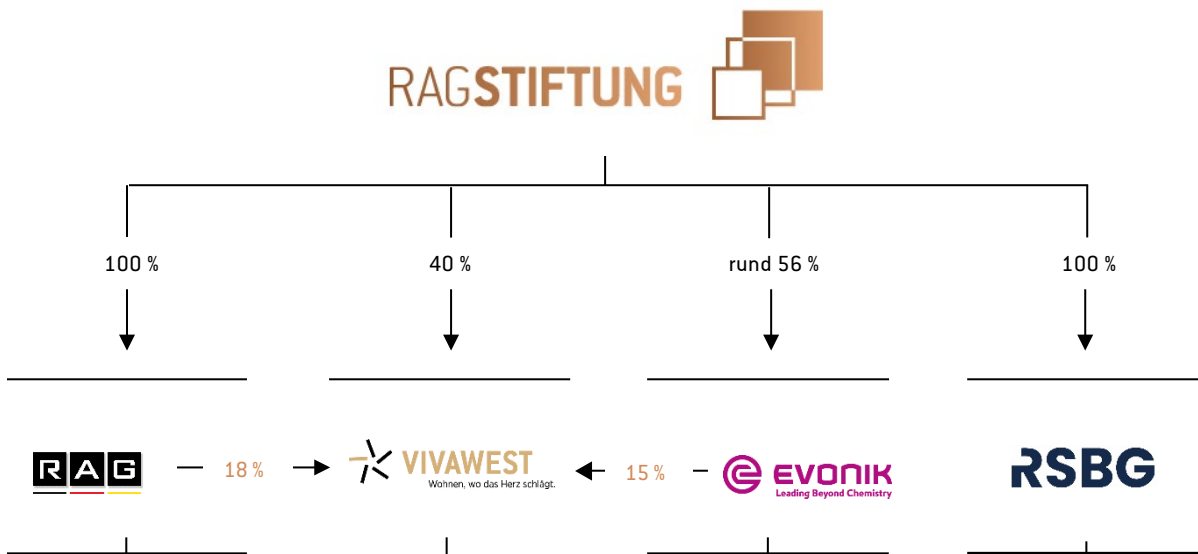 RAGSTIFTUNG
100 %
40 %
rund 56 %
100 %
RAG
18 %
VIVAWEST
Wohnen, wo das Herz schlägt.
15 %
EVONIK
Leading Beyond Chemistry
RSBG